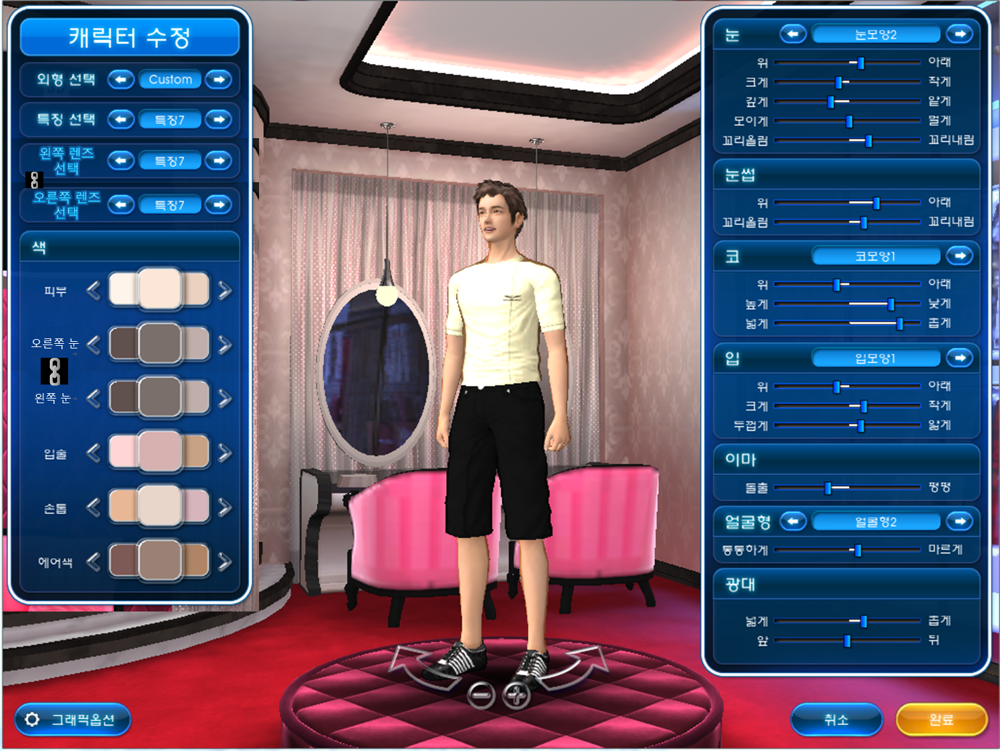 캐릭터 수정
외형 선택 Custom
특징 선택 특징7
왼쪽 렌즈
선택 특징7
오른쪽 렌즈
선택 특징7
색
피부
오른쪽 눈
왼쪽 눈
입술
손톱
헤어색
그래픽옵션
눈 눈모양2
위 아래
크게 작게
깊게 얕게
모이게 멀게
꼬리올림 꼬리내림
눈썹
위 아래
꼬리올림 꼬리내림
코 코모양1
위 아래
높게 낮게
넓게 좁게
입 입모양1
위 아래
크게 작게
두껍게 얇게
이마
돌출 평평
얼굴형 얼굴형2
통통하게 마르게
광대
넓게 좁게
앞 뒤
취소 완료